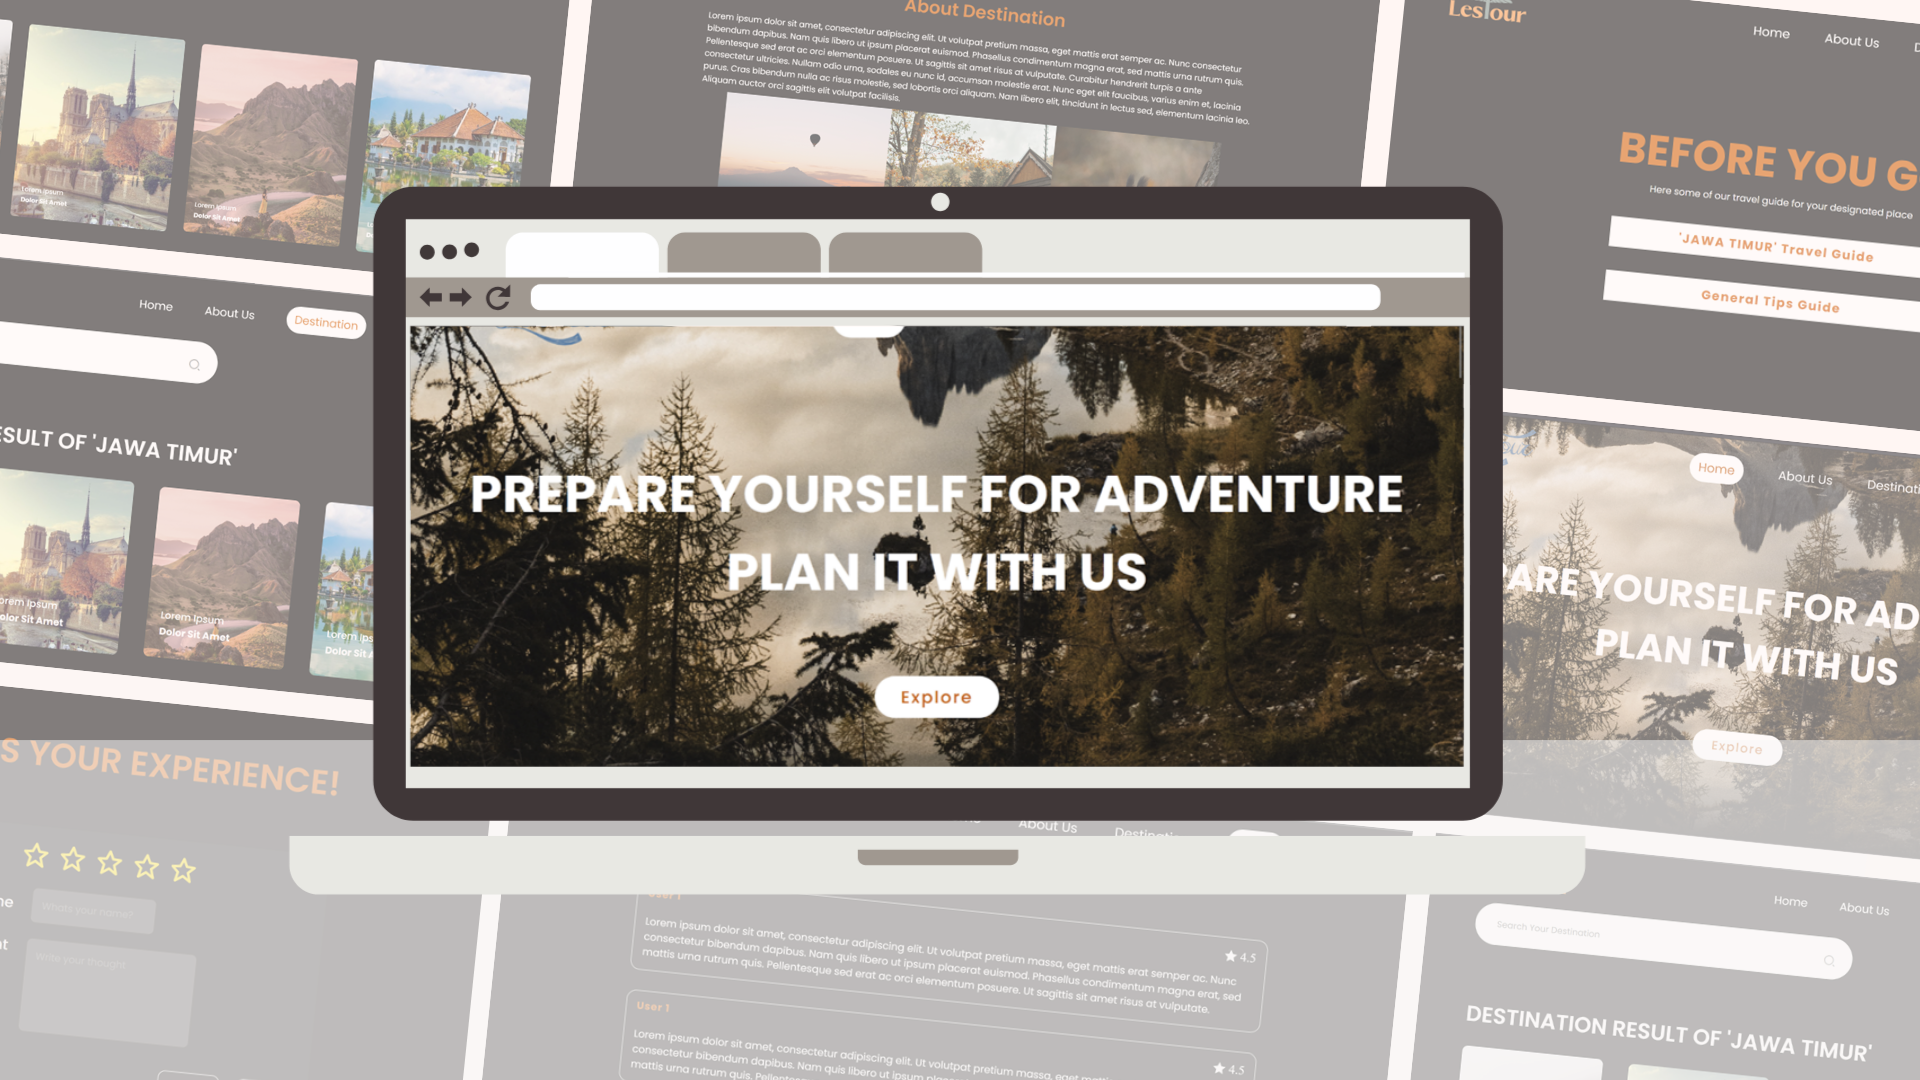 About Destination
Lorem ipsum dolor sit amet, consectetur adipiscing elit. Ut volutpat pretium massa, eget mattis erat semper ac. Nunc consectetur
bibendum dapibus. Nam quis libero ut ipsum placerat euismod. Phasellus condimentum magna erat, sed mattis urna rutrum quis.
Pellentesque sed erat ac orci elementum posuere. Ut sagittis sit amet risus at vulputate. Curabitur hendrerit turpis a ante
consectetur ultricies. Nullam odio urna, sodales eu nunc id, accumsan molestie erat. Nunc eget elit faucibus, varius enim et, lacinia
purus. Cras bibendum nulla ac risus molestie, sed lobortis orci aliquam. Nam libero elit, tincidunt in lectus sed, elementum lacinia leo.
Aliquam auctor orci sagittis elit volutpat facilisis.
LesTour
Home
About Us
D
BEFORE YOU G
Here some of our travel guide for your designated place
'JAWA TIMUR' Travel Guide
General Tips Guide
Lorem Ipsum
Dolor Sit Amet
Lorem Ipsum
Dolor Sit Amet
Home
About Us
Destination
ESULT OF 'JAWA TIMUR'
orem Ipsum
olor Sit Amet
Lorem Ipsum
Dolor Sit Amet
Lorem Ips
Dolor Sit A
PREPARE YOURSELF FOR ADVENTURE
PLAN IT WITH US
Explore
Home
About Us
Destinati
PARE YOURSELF FOR AD
PLAN IT WITH US
Explore
S YOUR EXPERIENCE!
me
What's your name?
nt
Write your thought
About Us
Destinatio
User 1
4.5
Lorem ipsum dolor sit amet, consectetur adipiscing elit. Ut volutpat pretium massa, eget mattis erat semper ac. Nunc
consectetur bibendum dapibus. Nam quis libero ut ipsum placerat euismod. Phasellus condimentum magna erat, sed
mattis urna rutrum quis. Pellentesque sed erat ac orci elementum posuere. Ut sagittis sit amet risus at vulputate.
User 1
4.5
Lorem ipsum dolor sit amet, consectetur adipiscing elit. Ut volutpat pretium massa, eget mattis erat semper ac. Nunc
consectetur bibendum dapibus. Nam quis libero ut ipsum placerat euismod. Phasellus condimentum
mattis urna rutrum quis. Pellentesque
Home
About Us
Search Your Destination
DESTINATION RESULT OF 'JAWA TIMUR'